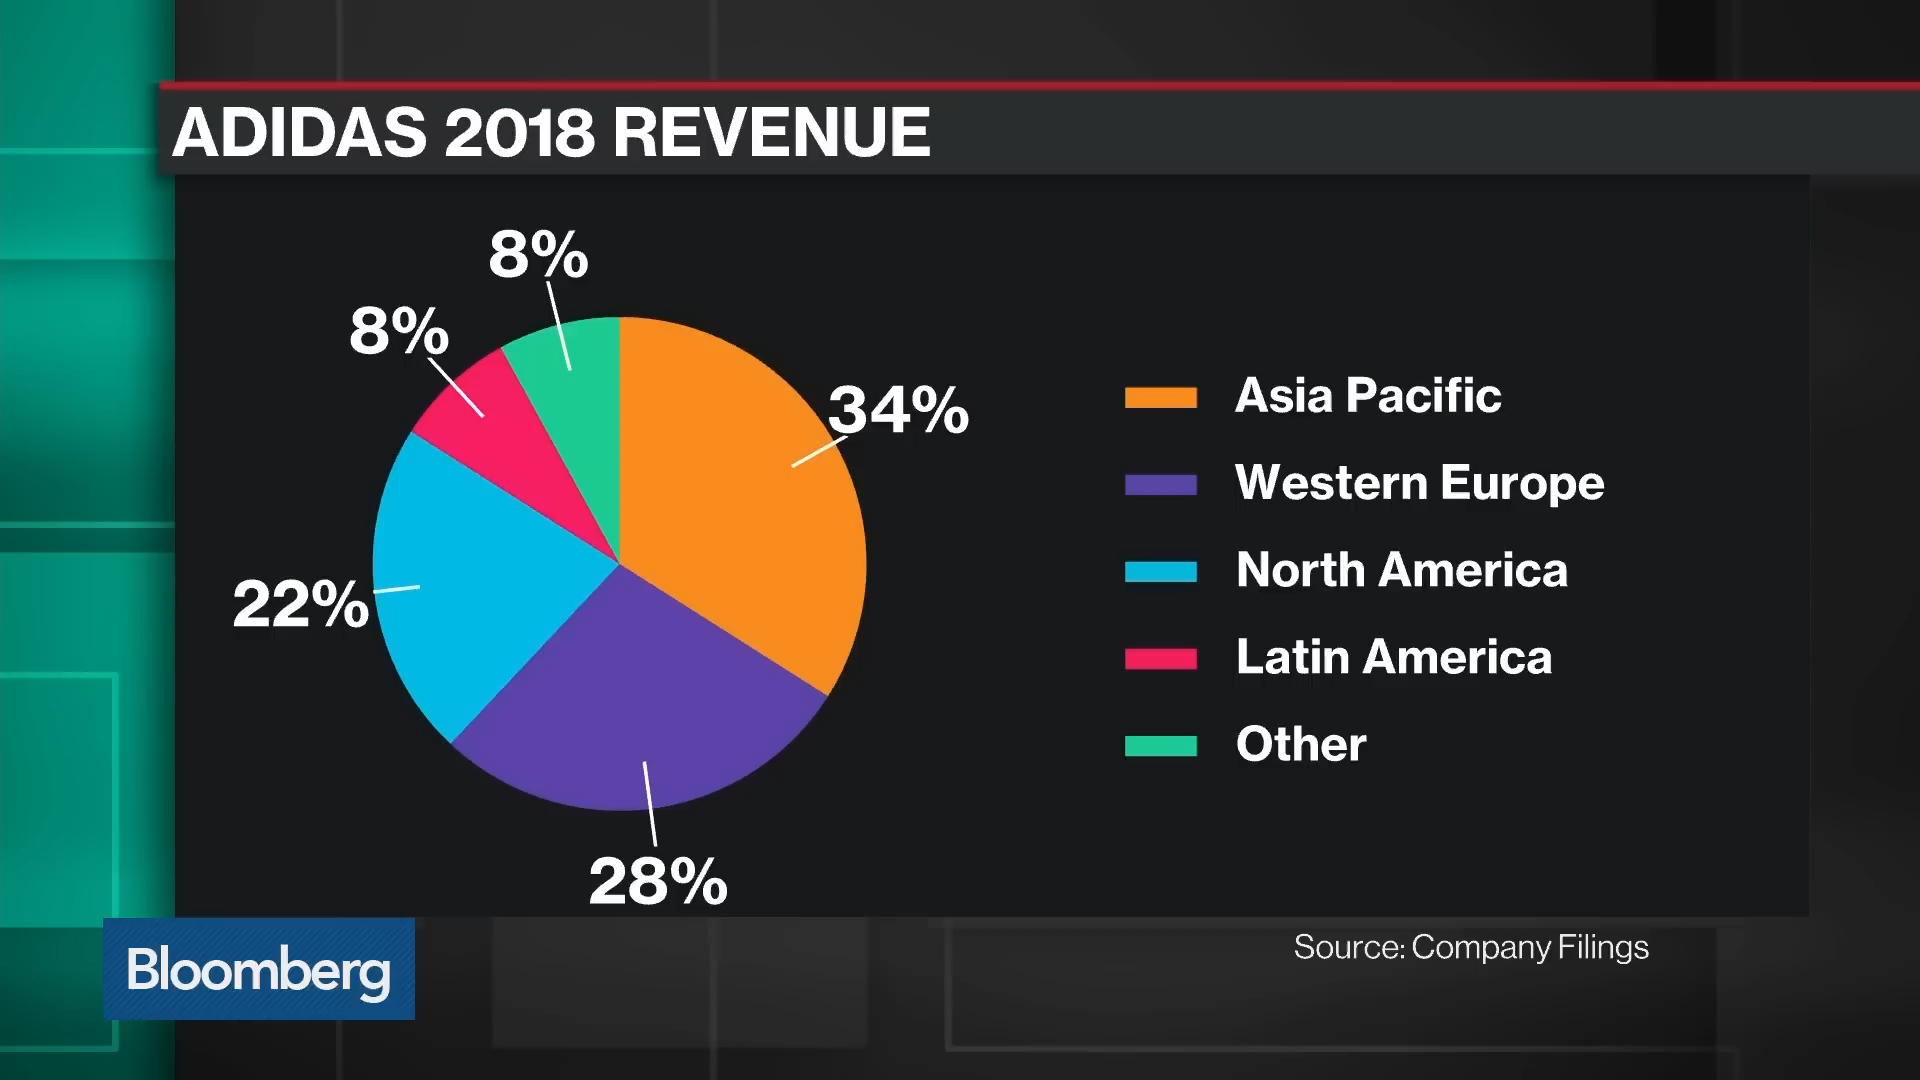 ADIDAS 2018 REVENUE
8%
8%
34%
22%
28%
Asia Pacific
Western Europe
North America
Latin America
Other
Source: Company Filings
Bloomberg